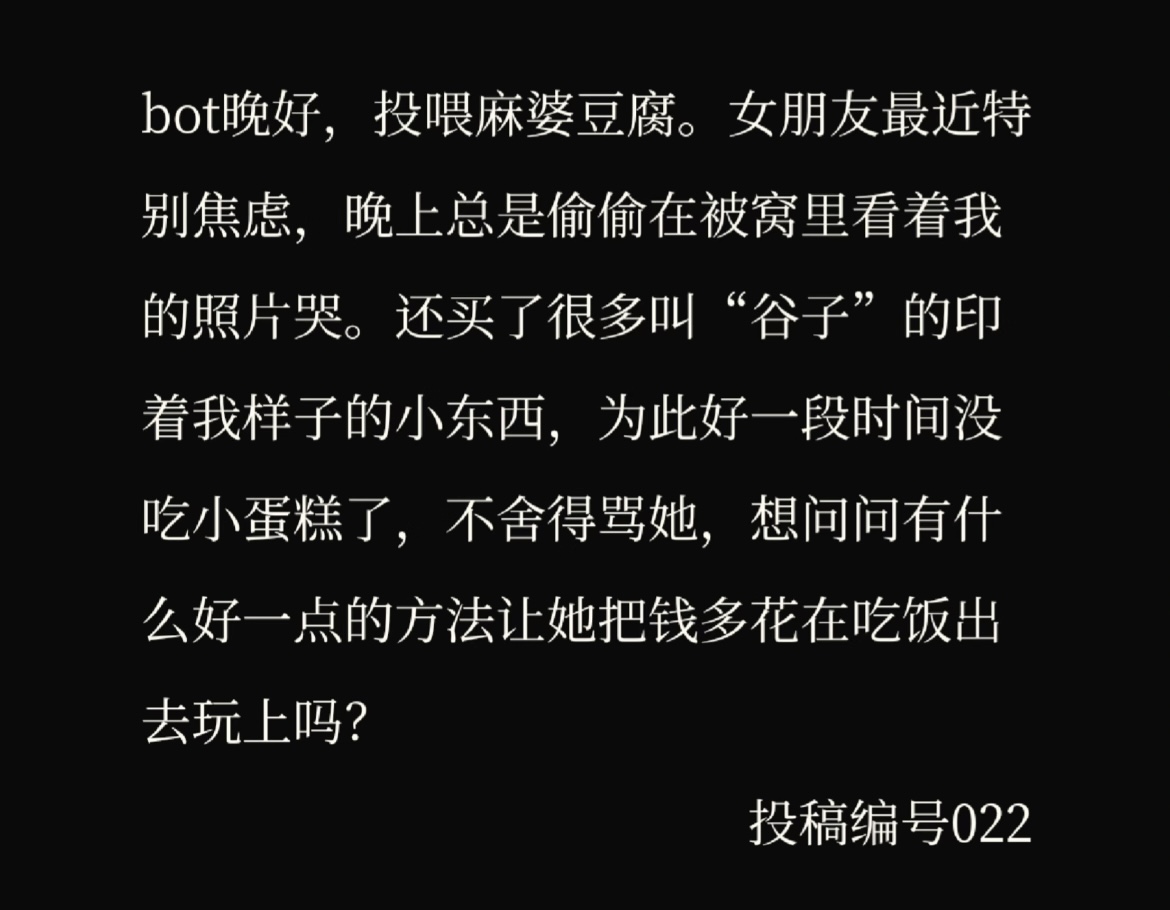 bot晚好，投喂麻婆豆腐。女朋友最近特
别焦虑，晚上总是偷偷在被窝里看着我
的照片哭。还买了很多叫“谷子”的印
着我样子的小东西，为此好一段时间没
吃小蛋糕了，不舍得骂她，想问问有什
么好一点的方法让她把钱多花在吃饭出
去玩上吗？
投稿编号022